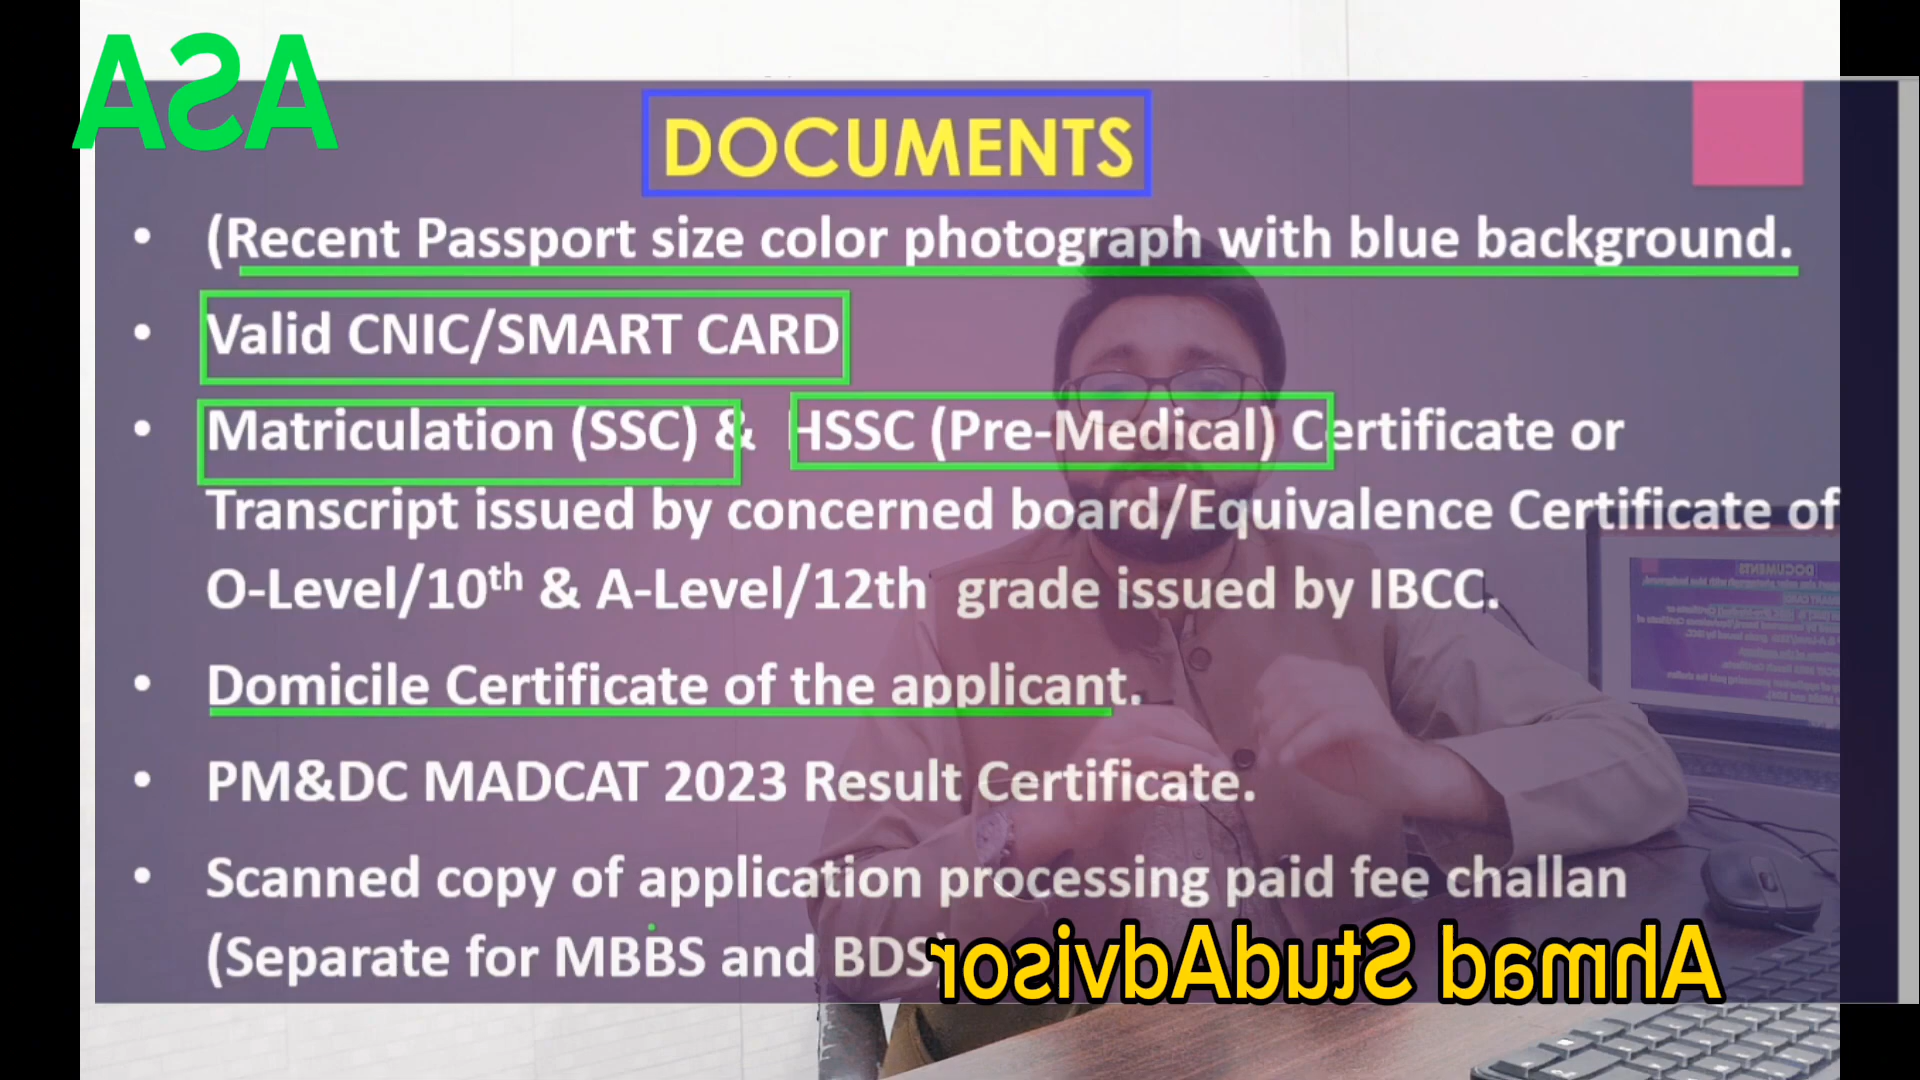 ASA
DOCUMENTS
• (Recent Passport size color photograph with blue background.
• Valid CNIC/SMART CARD
• Matriculation (SSC) & HSSC (Pre-Medical) Certificate or
Transcript issued by concerned board/Equivalence Certificate of
O-Level/10th & A-Level/12th grade issued by IBCC.
• Domicile Certificate of the applicant.
• PM&DC MADCAT 2023 Result Certificate.
• Scanned copy of application processing paid fee challan
(Separate for MBBS and BDS)
Ahmad StudAdvisor